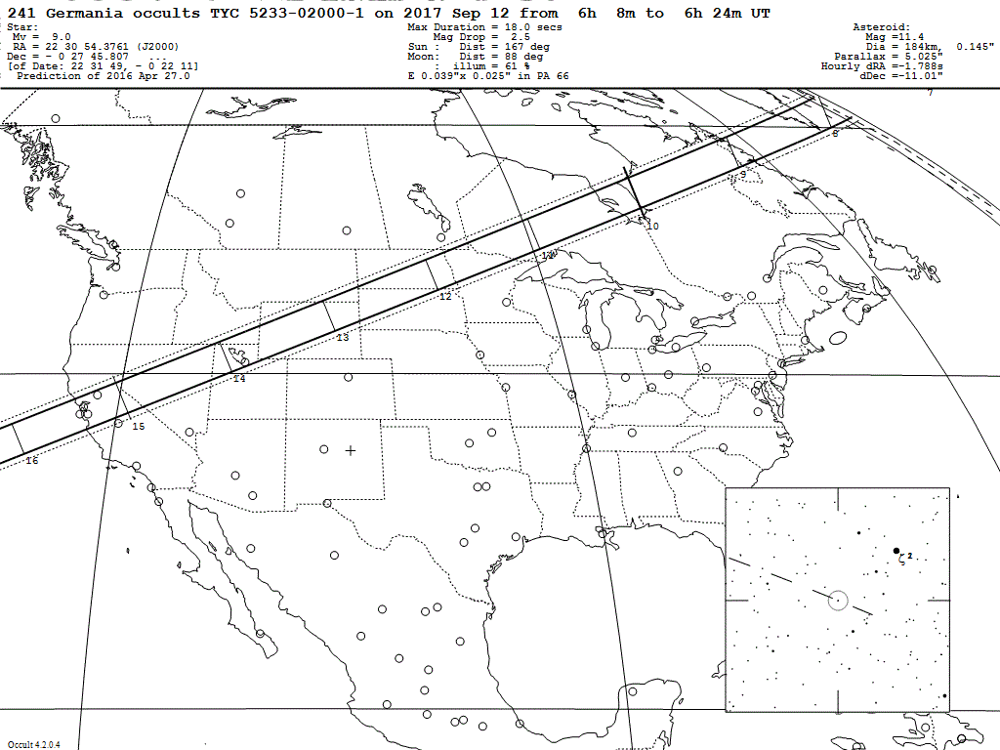 241 Germania occults TYC 5233-02000-1 on 2017 Sep 12 from 6h 8m to 6h 24m UT
Star:
Mv = 9.0
RA = 22 30 54.3761 (J2000)
Dec = - 0 27 45.807 ...
[of Date: 22 31 49, - 0 22 11]
Prediction of 2016 Apr 27.0
Max Duration = 18.0 secs
Mag Drop = 2.5
Sun : Dist = 167 deg
Moon: Dist = 88 deg
: illum = 61 %
E 0.039"x 0.025" in PA 66
Asteroid:
Mag =11.4
Dia = 184km, 0.145"
Parallax = 5.025"
Hourly dRA =-1.788s
dDec =-11.01"
7
8
9
10
12
13
14
15
16
ζ 2
Occult 4.2.0.4